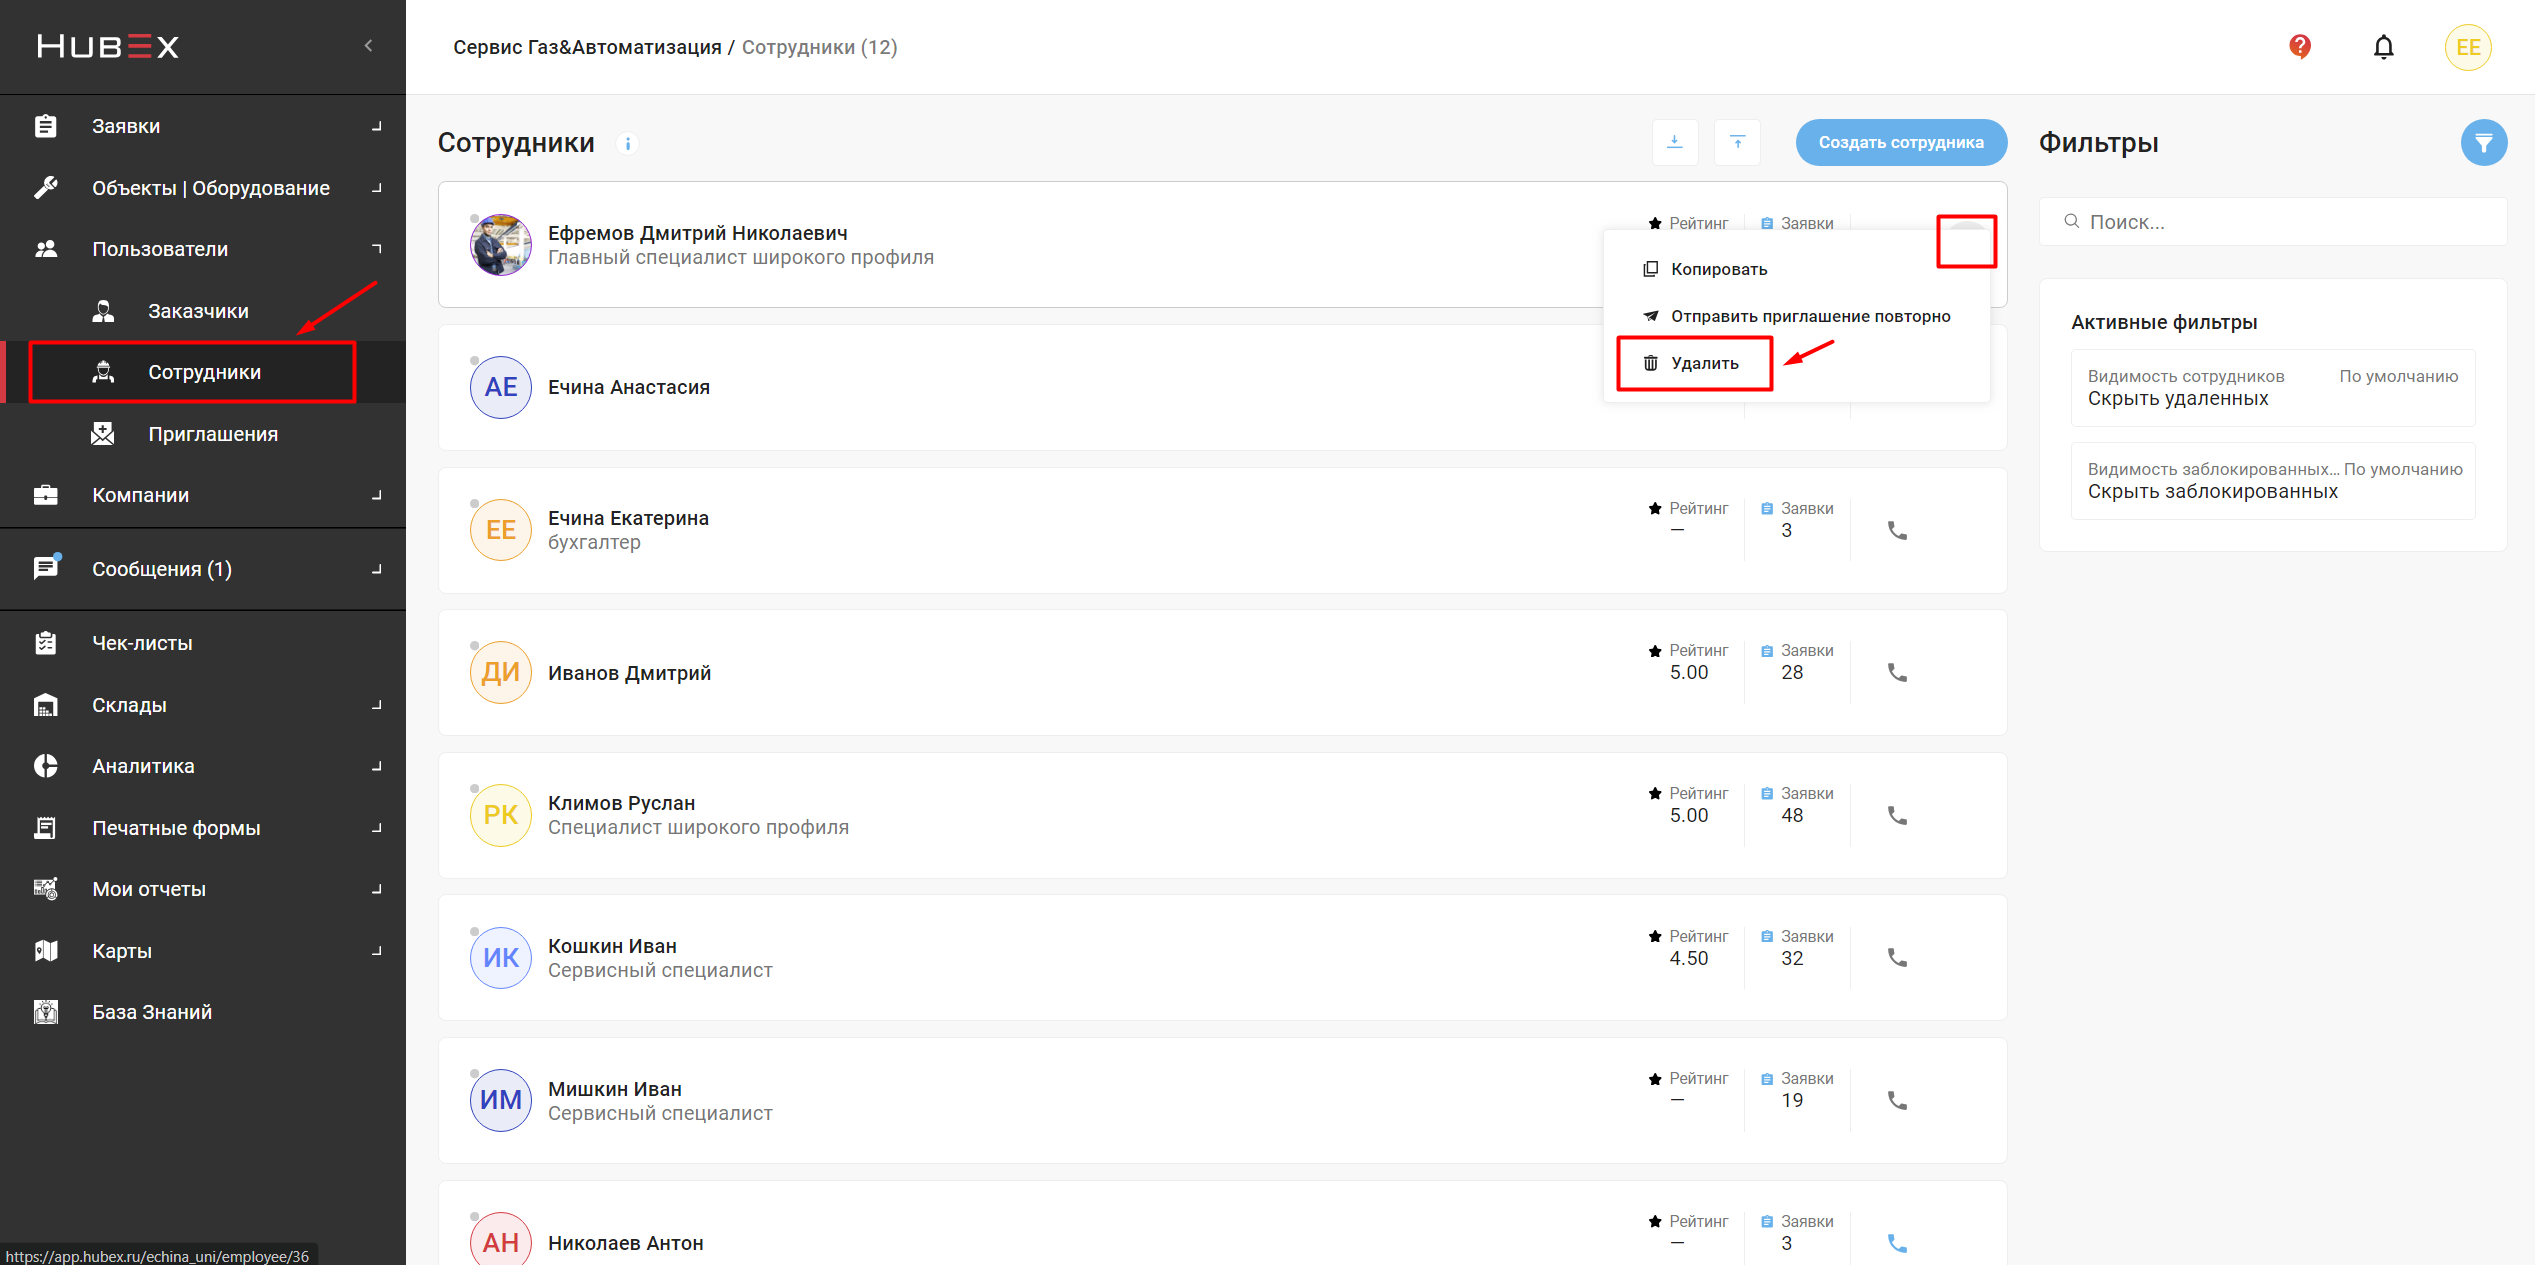 HUBEX
Заявки
Объекты | Оборудование
Пользователи
Заказчики
Сотрудники
Приглашения
Компании
Сообщения (1)
Чек-листы
Склады
Аналитика
Печатные формы
Мои отчеты
Карты
База Знаний
https://app.hubex.ru/echina_uni/employee/36
Сервис Газ&Автоматизация / Сотрудники (12)
EE
Сотрудники
Создать сотрудника
Ефремов Дмитрий Николаевич
Главный специалист широкого профиля
Рейтинг
Заявки
Копировать
Отправить приглашение повторно
Удалить
АЕ
Ечина Анастасия
ЕЕ
Ечина Екатерина
бухгалтер
Рейтинг
—
Заявки
3
ДИ
Иванов Дмитрий
Рейтинг
5.00
Заявки
28
РК
Климов Руслан
Специалист широкого профиля
Рейтинг
5.00
Заявки
48
ИК
Кошкин Иван
Сервисный специалист
Рейтинг
4.50
Заявки
32
ИМ
Мишкин Иван
Сервисный специалист
Рейтинг
—
Заявки
19
АН
Николаев Антон
Рейтинг
—
Заявки
3
Фильтры
Поиск...
Активные фильтры
Видимость сотрудников По умолчанию
Скрыть удаленных
Видимость заблокированных... По умолчанию
Скрыть заблокированных